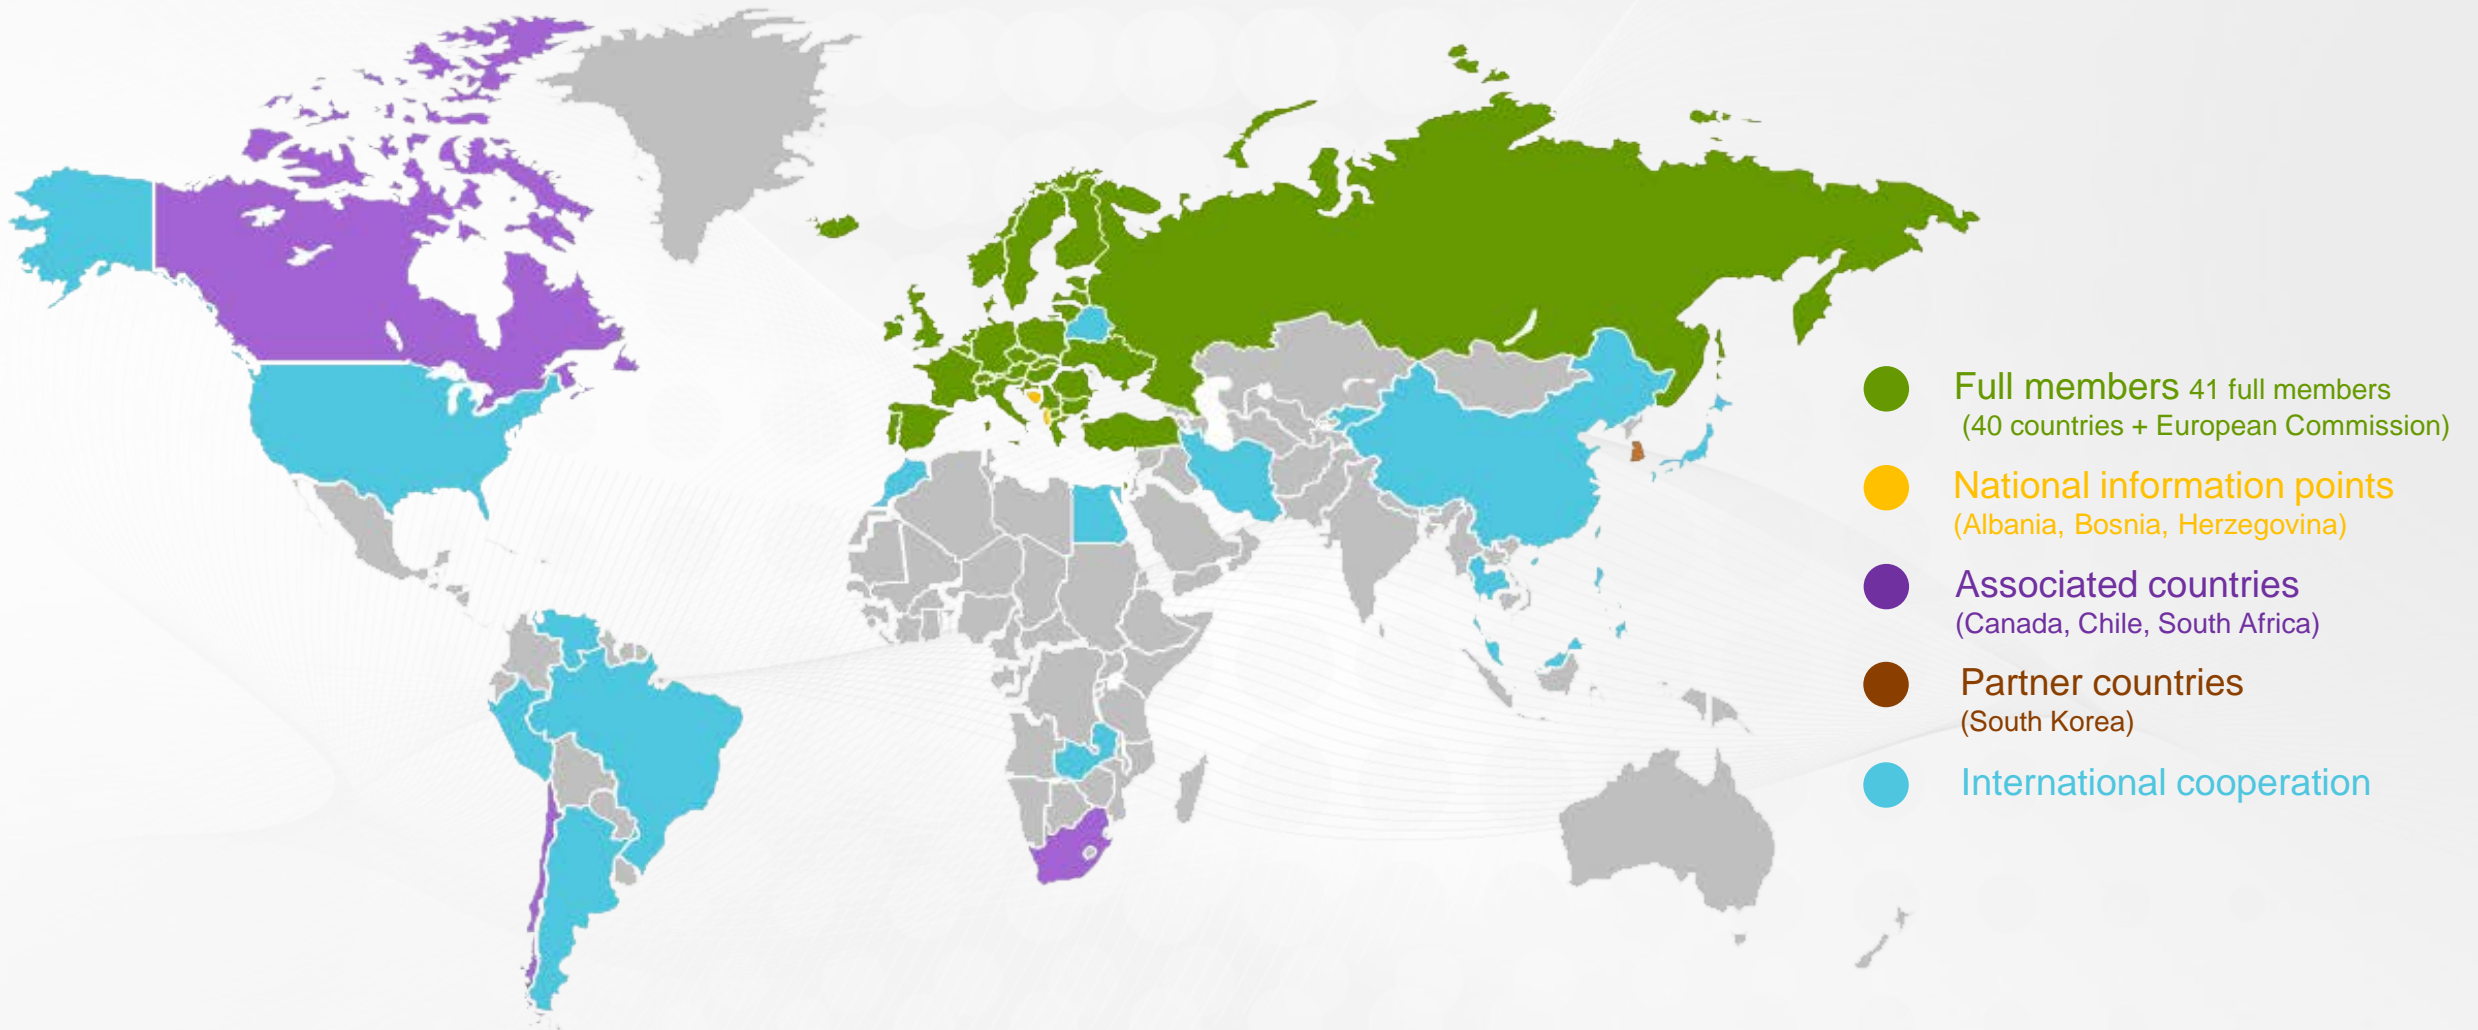 Full members 41 full members
(40 countries + European Commission)
National information points
(Albania, Bosnia, Herzegovina)
Associated countries
(Canada, Chile, South Africa)
Partner countries
(South Korea)
International cooperation